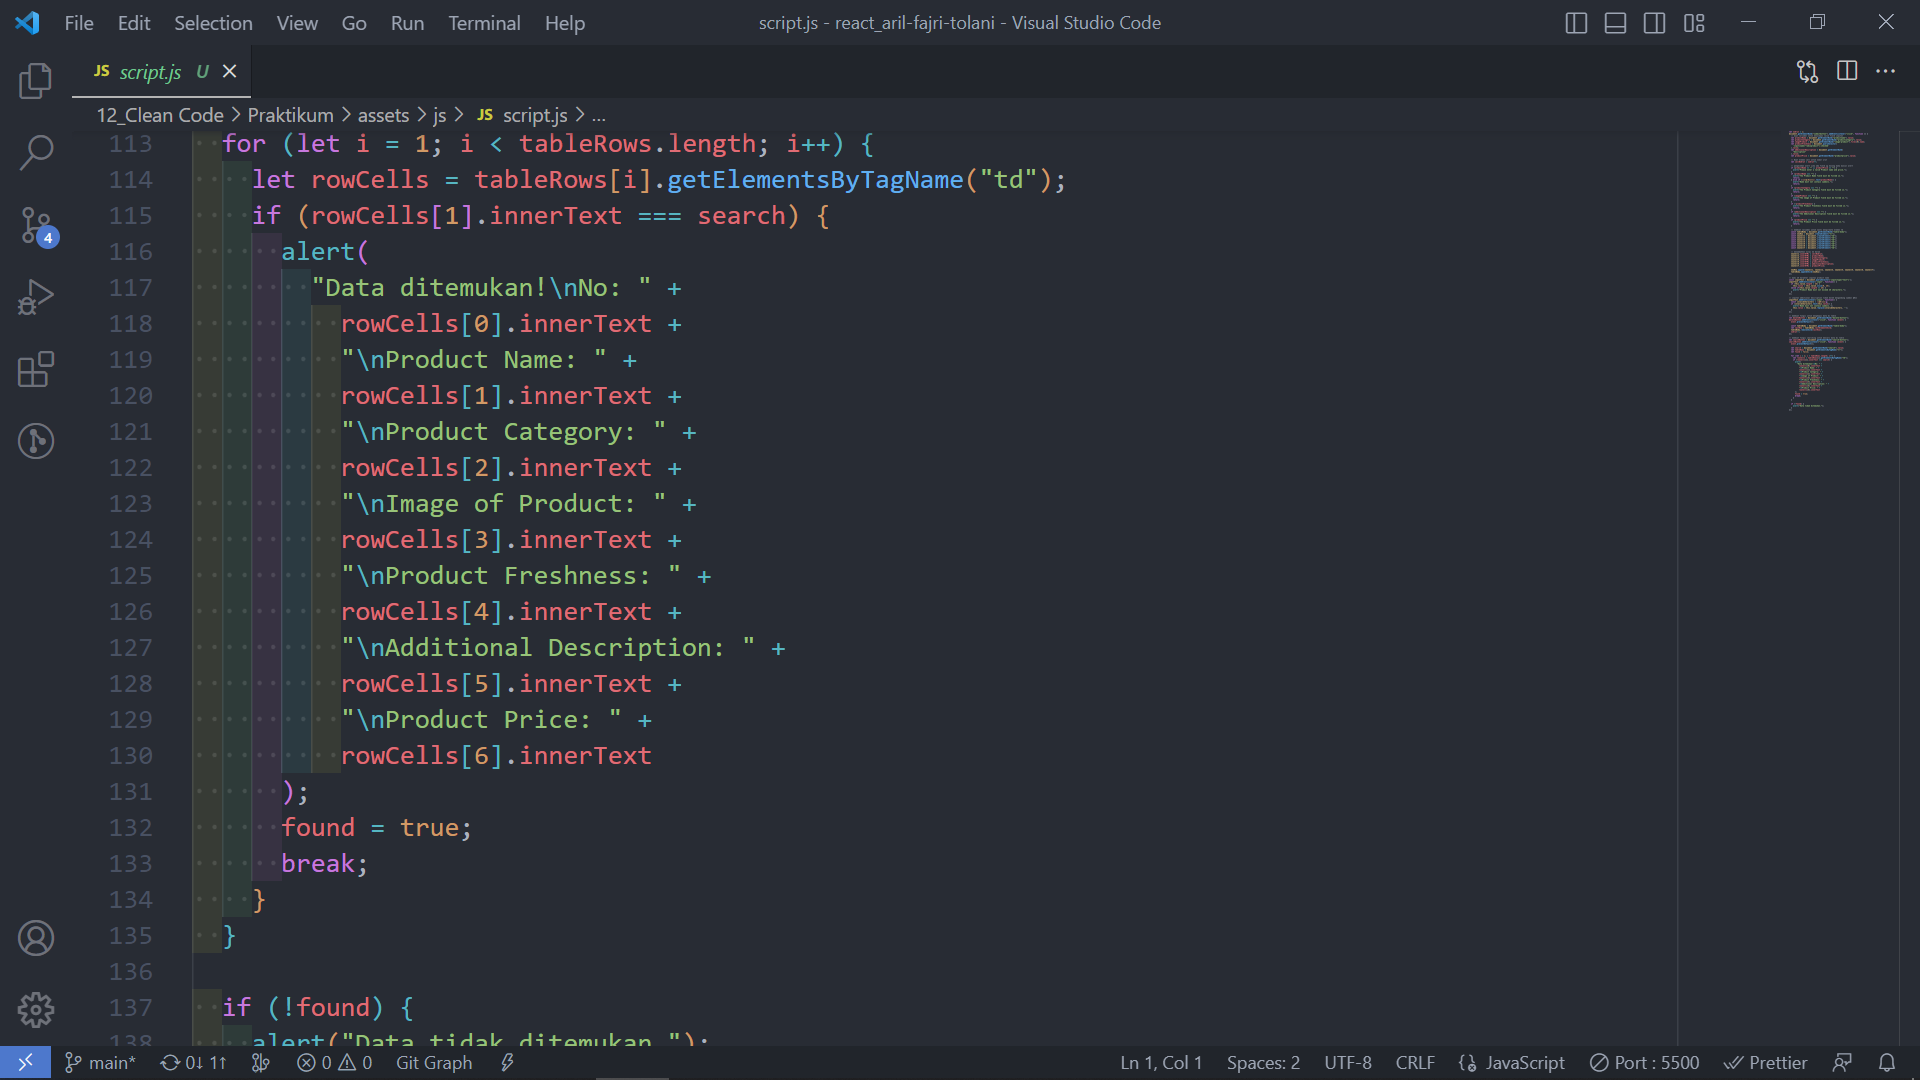 File Edit Selection View Go Run Terminal Help script.js - react_aril-fajri-tolani - Visual Studio Code
JS script.js U
12_Clean Code > Praktikum > assets > js > JS script.js > ...
113 for (let i = 1; i < tableRows.length; i++) {
114 let rowCells = tableRows[i].getElementsByTagName("td");
115 if (rowCells[1].innerText === search) {
116 alert(
117 "Data ditemukan!\nNo: " +
118 rowCells[0].innerText +
119 "\nProduct Name: " +
120 rowCells[1].innerText +
121 "\nProduct Category: " +
122 rowCells[2].innerText +
123 "\nImage of Product: " +
124 rowCells[3].innerText +
125 "\nProduct Freshness: " +
126 rowCells[4].innerText +
127 "\nAdditional Description: " +
128 rowCells[5].innerText +
129 "\nProduct Price: " +
130 rowCells[6].innerText
131 );
132 found = true;
133 break;
134 }
135 }
136
137 if (!found) {
138 alert("Data tidak ditemukan.");
4
main* 0↓ 1↑ 0 0 Git Graph Ln 1, Col 1 Spaces: 2 UTF-8 CRLF JavaScript Port : 5500 Prettier